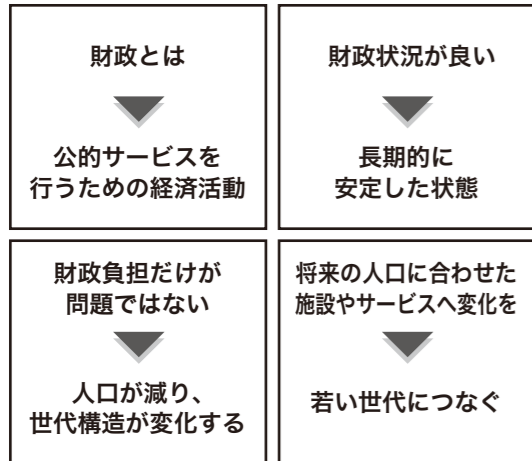 財政とは
公的サービスを
行うための経済活動
財政状況が良い
長期的に
安定した状態
財政負担だけが
問題ではない
人口が減り、
世代構造が変化する
将来の人口に合わせた
施設やサービスへ変化を
若い世代につなぐ